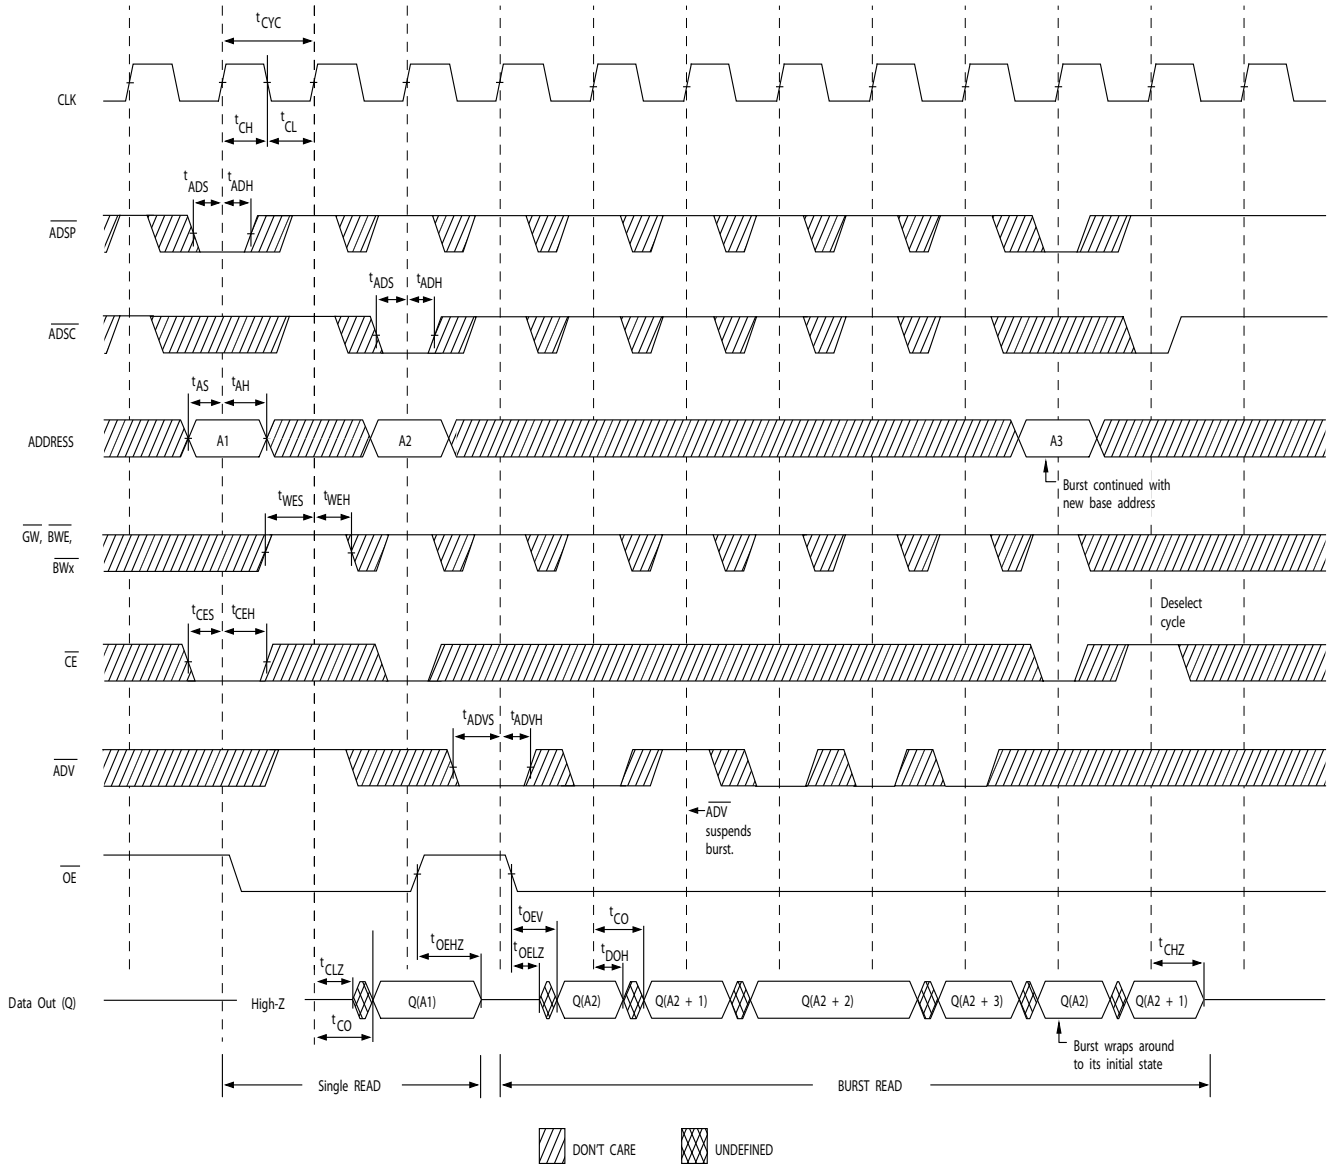 tCYC
CLK
tCH
tCL
tADS
tADH
ADSP
tADS
tADH
ADSC
tAS
tAH
ADDRESS
A1
A2
A3
Burst continued with
new base address
tWES
tWEH
GW, BWE,
BWx
Deselect
cycle
tCES
tCEH
CE
tADVS
tADVH
ADV
ADV
suspends
burst.
OE
tOEV
tCO
tOEHZ
tOELZ
tDOH
tCHZ
tCLZ
Data Out (Q)
High-Z
Q(A1)
Q(A2)
Q(A2 + 1)
Q(A2 + 2)
Q(A2 + 3)
Q(A2)
Q(A2 + 1)
tCO
Burst wraps around
to its initial state
Single READ
BURST READ
DON'T CARE
UNDEFINED